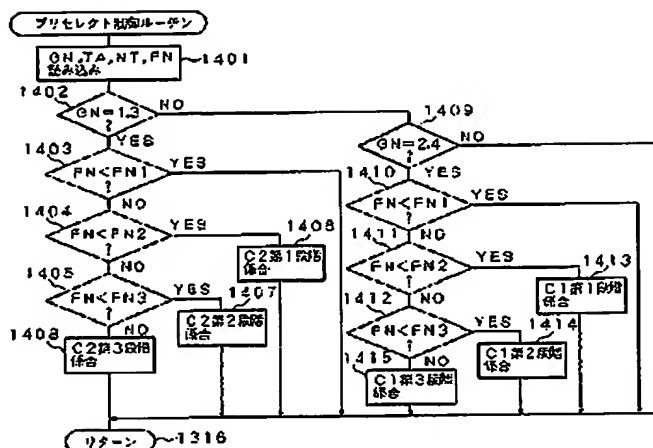 プリセレクト制御ルーチン
GN,TA,NT,FN
読み込み
1401
1402
GN=1.3
?
NO
YES
1403
FN<FN1
?
YES
NO
1404
FN<FN2
?
YES
1406
C2第1段階
係合
NO
1405
FN<FN3
?
YES
1407
C2第2段階
係合
NO
1408
C2第3段階
係合
1409
GN=2.4
?
NO
YES
1410
FN<FN1
?
YES
NO
1411
FN<FN2
?
YES
1413
C1第1段階
係合
NO
1412
FN<FN3
?
YES
1414
C1第2段階
係合
NO
1415
C1第3段階
係合
リターン
1316